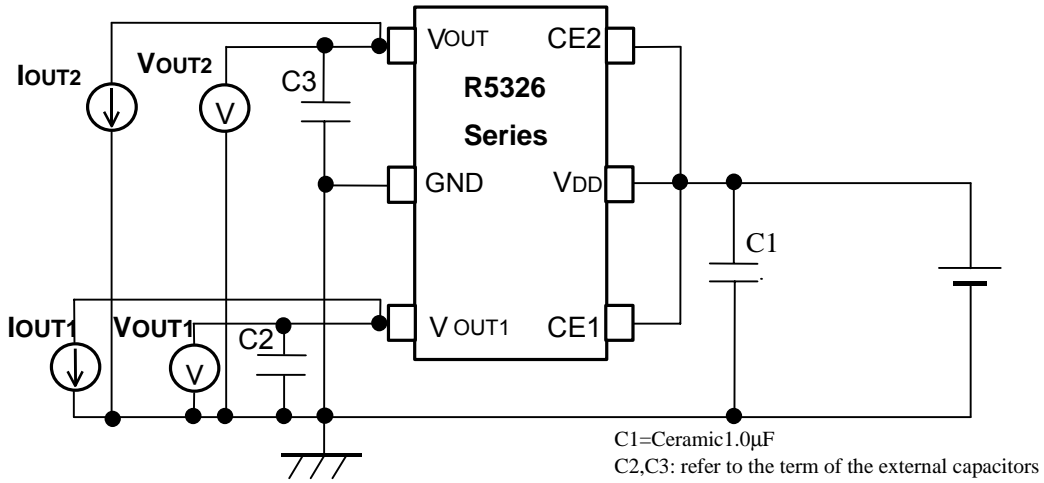 VOUT CE2
IOUT2
VOUT2
C3
R5326
Series
V
GND VDD
C1
IOUT1
VOUT1
C2
V OUT1 CE1
V
C1=Ceramic1.0μF
C2,C3: refer to the term of the external capacitors